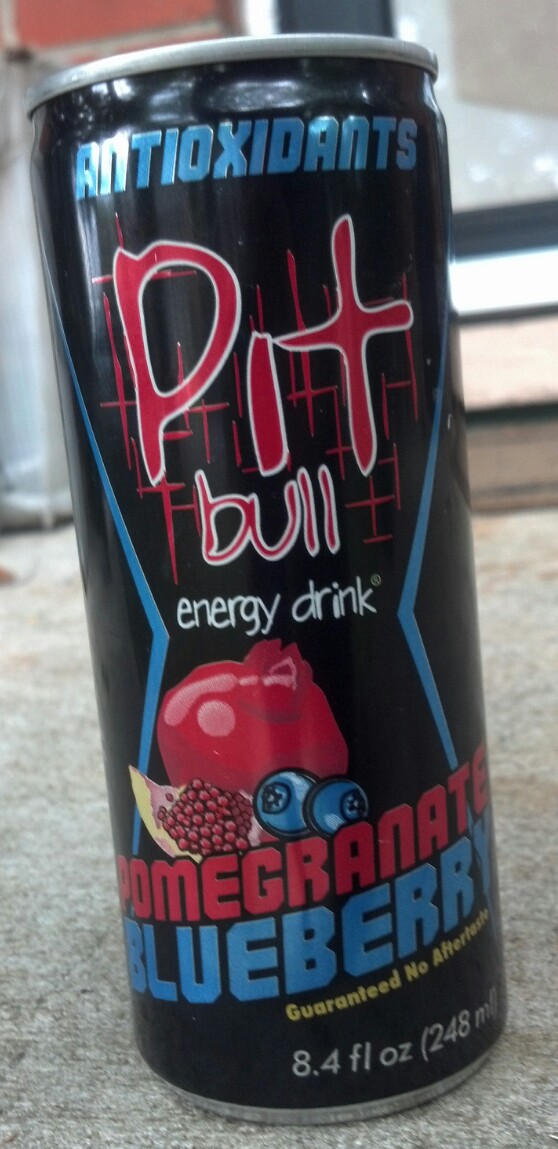 ANTIOXIDANTS
Pit
bull
energy drink®
POMEGRANATE
BLUEBERRY
Guaranteed No Aftertaste
8.4 fl oz (248 ml)